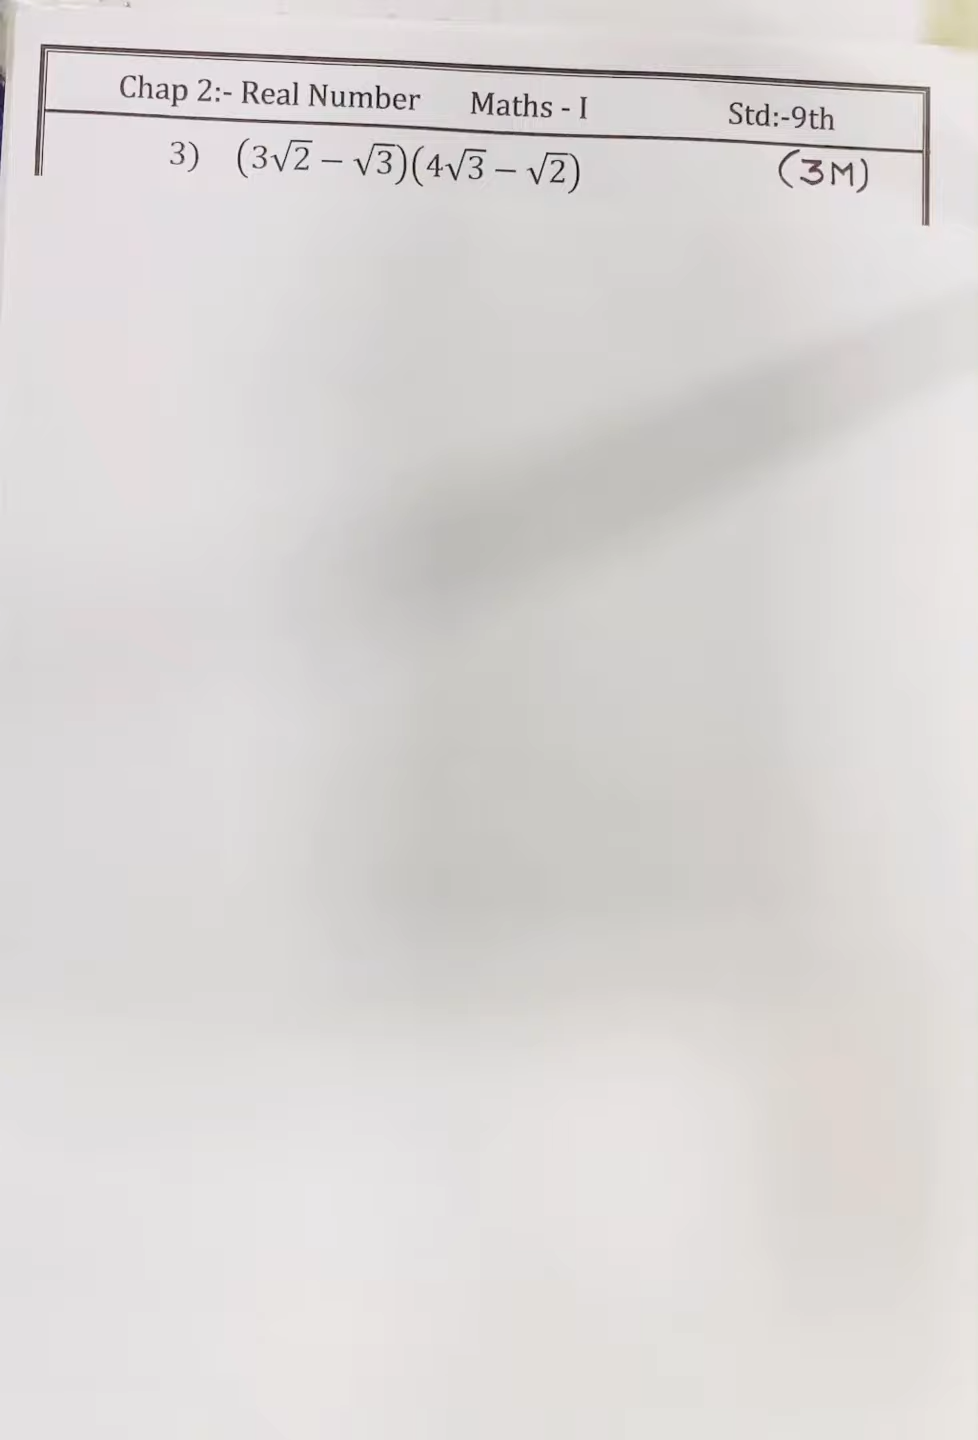 Chap 2:- Real Number Maths - I Std:-9th
3) (3√2 – √3)(4√3 – √2) (3M)